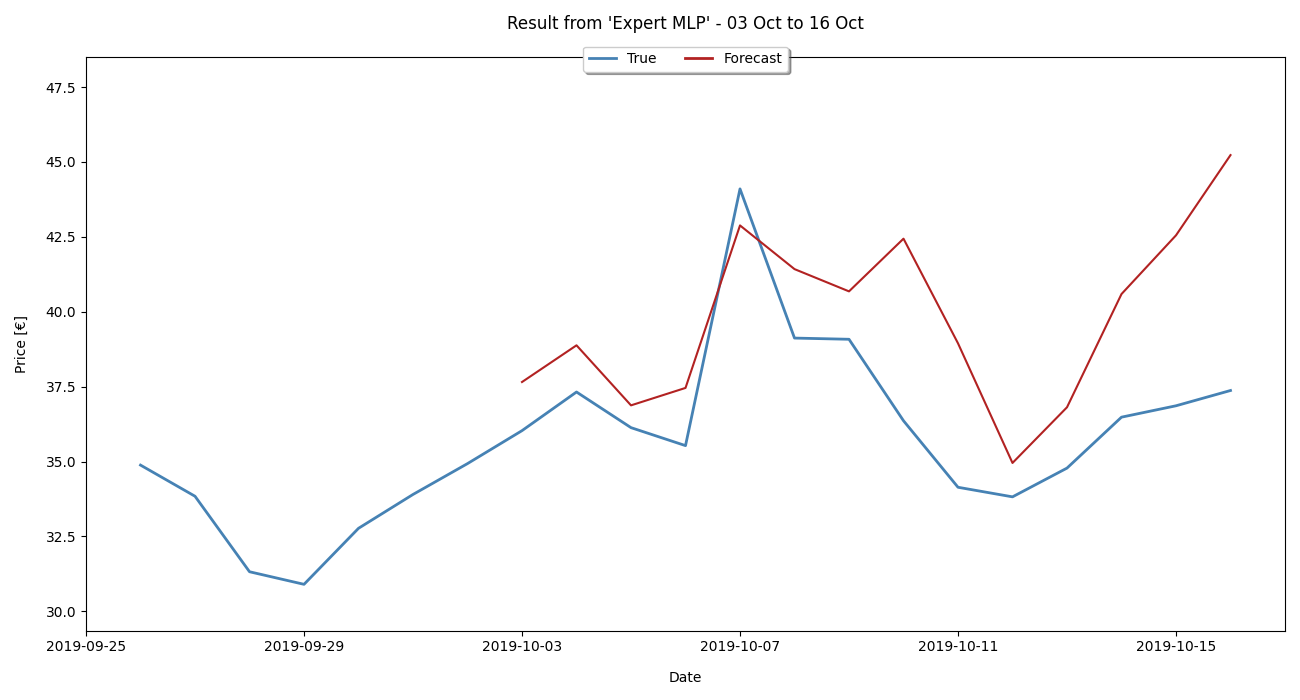 Result from 'Expert MLP' - 03 Oct to 16 Oct
True Forecast
47.5
45.0
42.5
40.0
37.5
35.0
32.5
30.0
Price [€]
2019-09-25 2019-09-29 2019-10-03 2019-10-07 2019-10-11 2019-10-15
Date